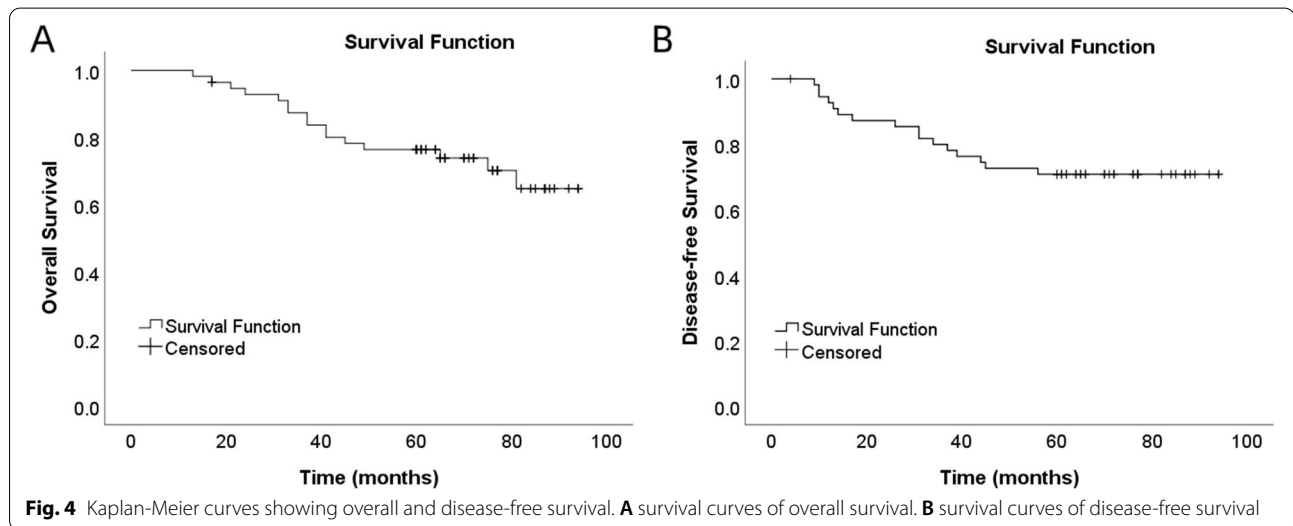 A
Survival Function
Overall Survival
1.0
0.8
0.6
0.4
0.2
0.0
Survival Function
Censored
0
20
40
60
80
100
Time (months)
B
Survival Function
Disease-free Survival
1.0
0.8
0.6
0.4
0.2
0.0
Survival Function
Censored
0
20
40
60
80
100
Time (months)
Fig. 4 Kaplan-Meier curves showing overall and disease-free survival. A survival curves of overall survival. B survival curves of disease-free survival